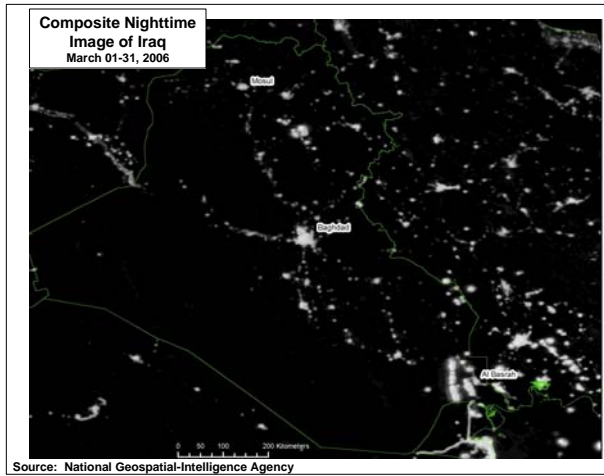 Composite Nighttime
Image of Iraq
March 01-31, 2006
Mosul
Baghdad
Al Basrah
0 50 100 200 Kilometers
Source: National Geospatial-Intelligence Agency